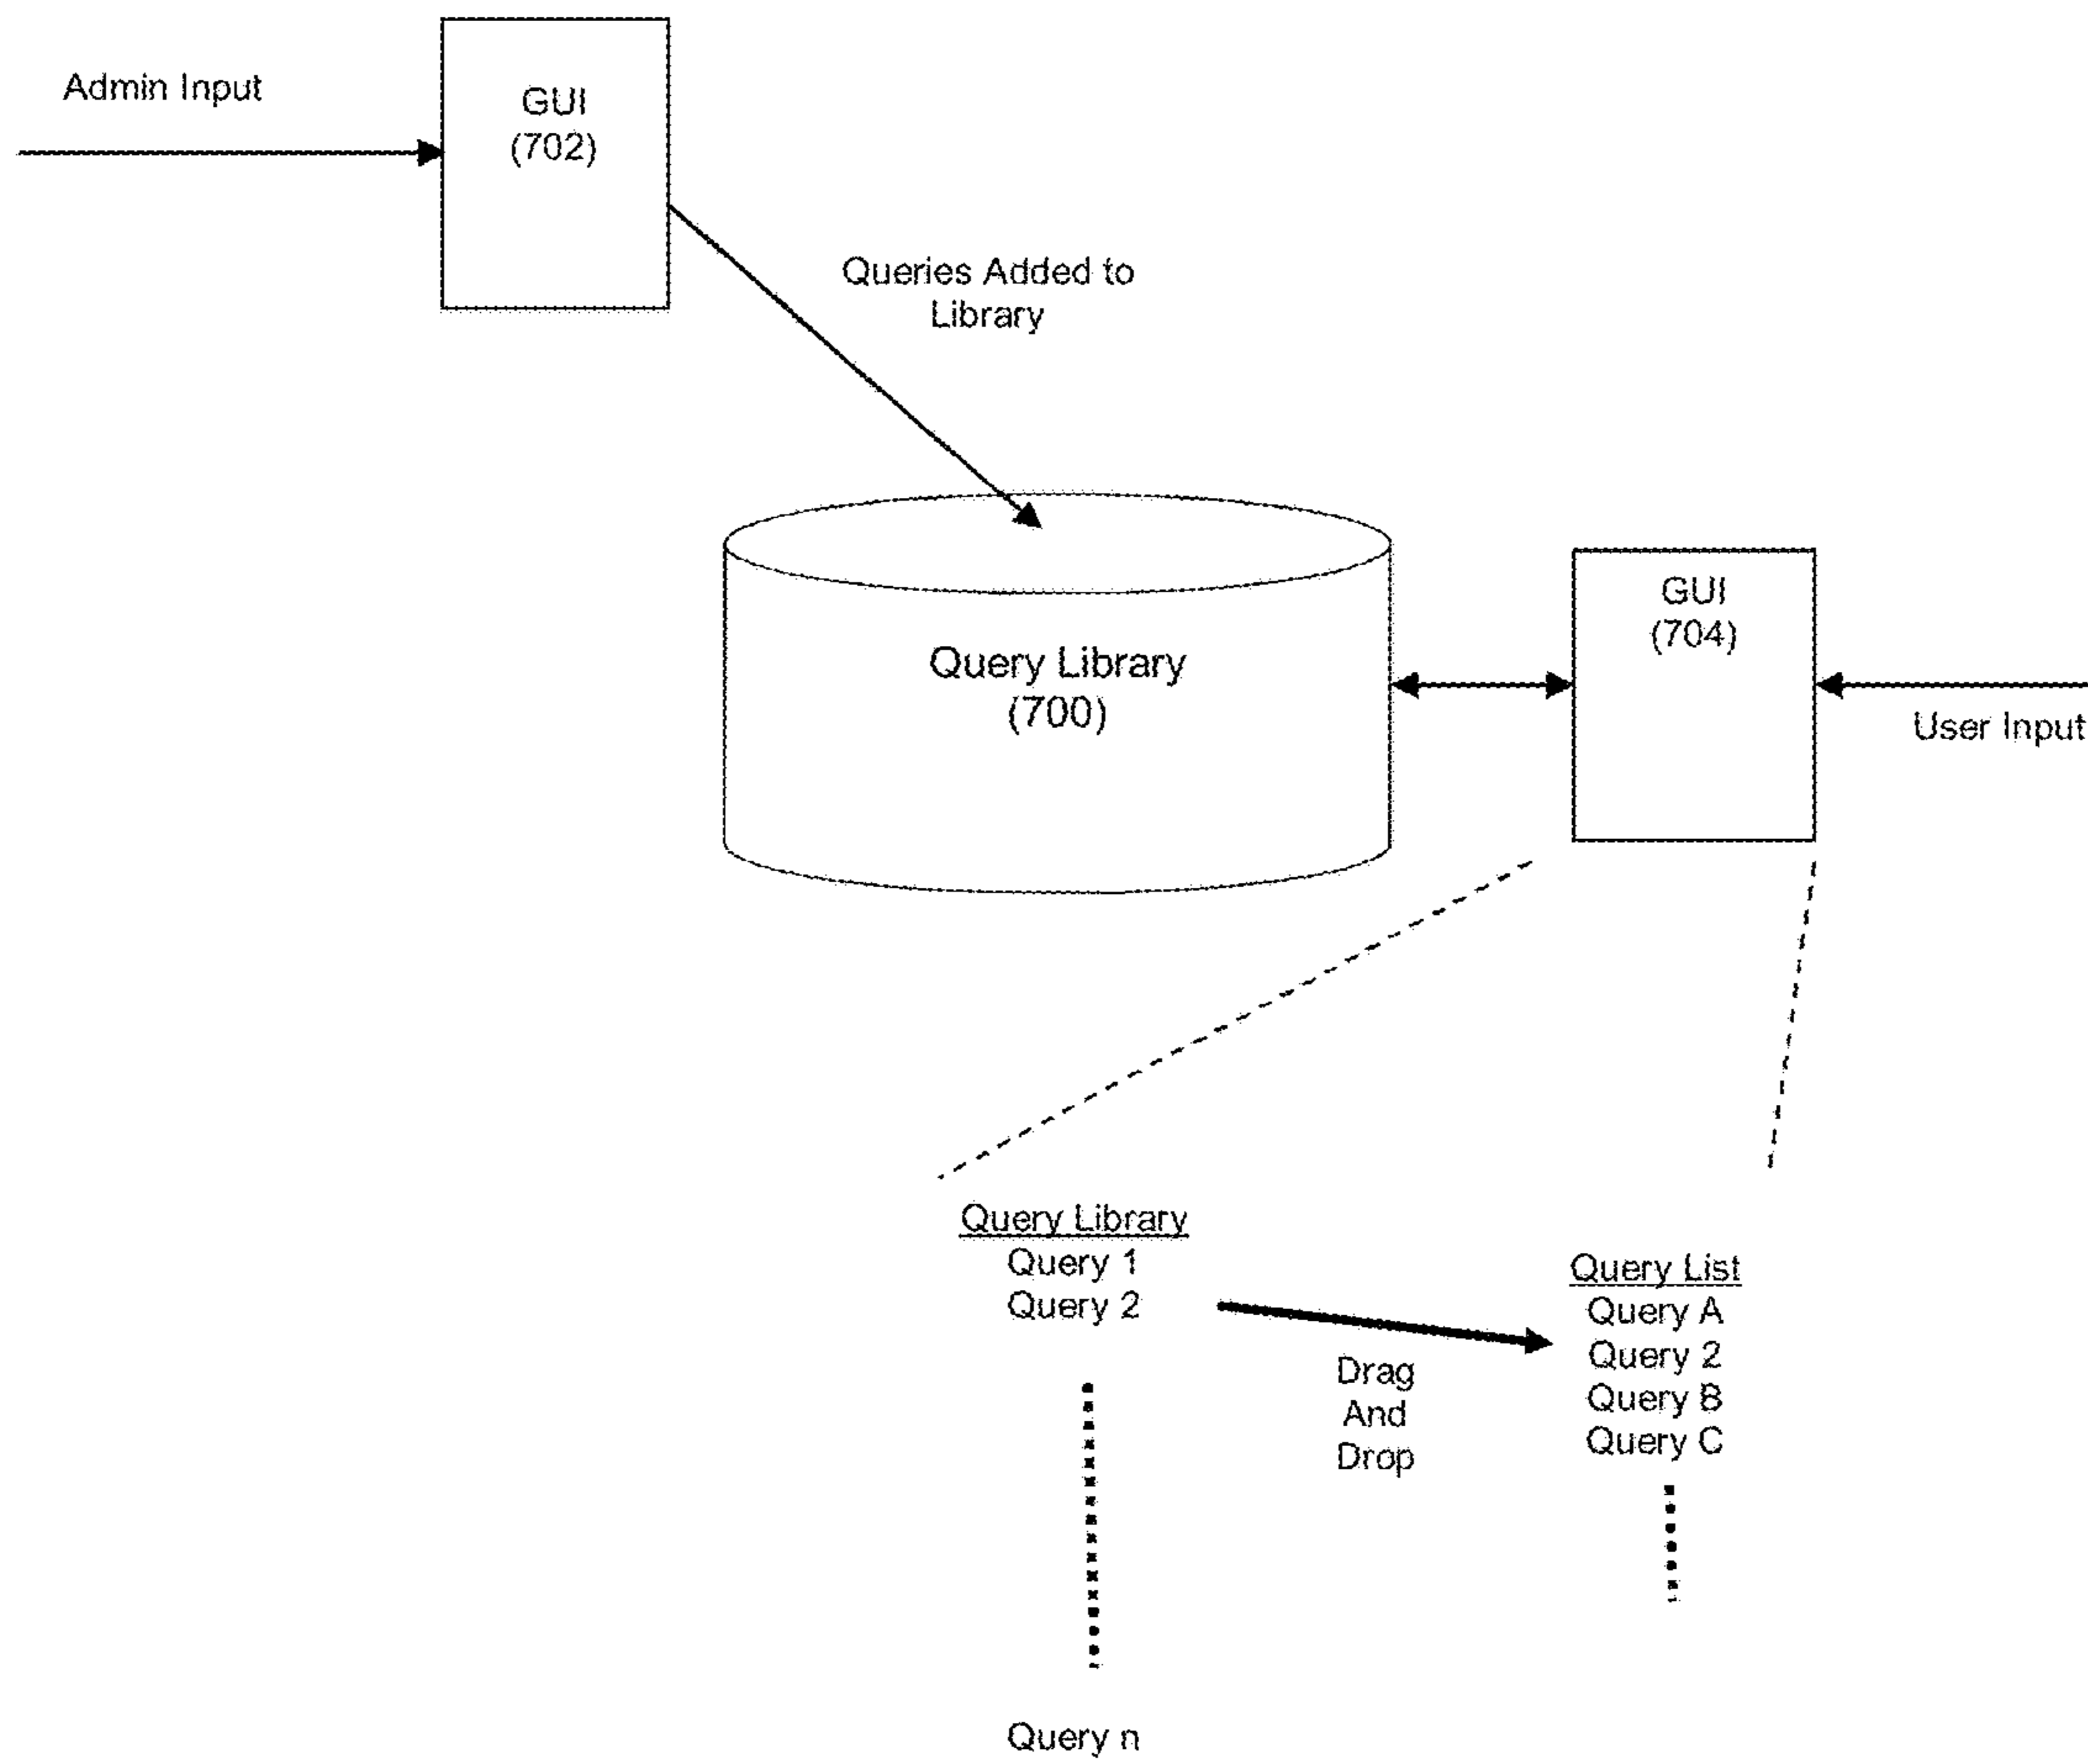 Admin Input
GUI
(702)
Queries Added to
Library
Query Library
(700)
GUI
(704)
User Input
Query Library
Query 1
Query 2
Query n
Drag
And
Drop
Query List
Query A
Query 2
Query B
Query C